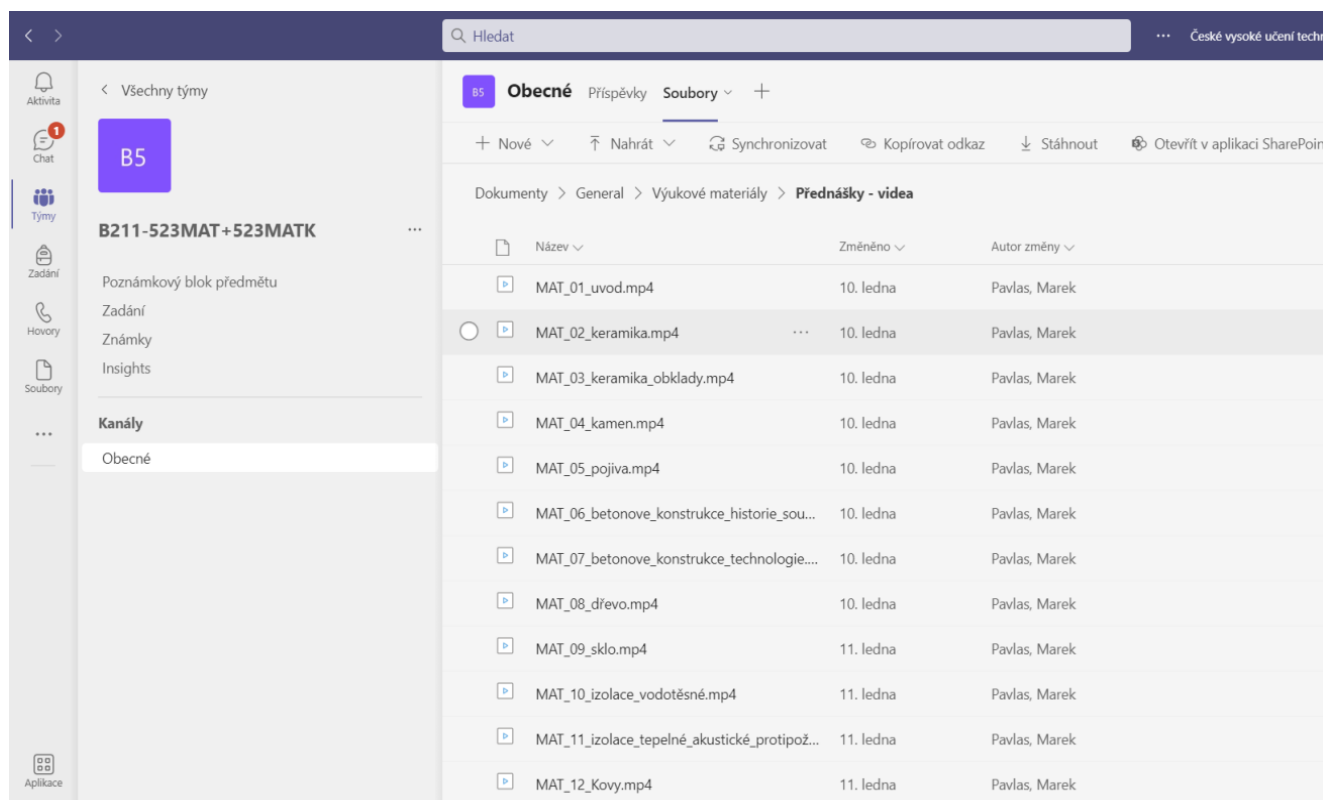 Hledat
České vysoké učení techn
Aktivita
1
Chat
Týmy
Zadání
Hovory
Soubory
Aplikace
Všechny týmy
B5
B211-523MAT+523MATK
Poznámkový blok předmětu
Zadání
Známky
Insights
Kanály
Obecné
B5 Obecné Příspěvky Soubory
Nové Nahrát Synchronizovat Kopírovat odkaz Stáhnout Otevřít v aplikaci SharePoin
Dokumenty > General > Výukové materiály > Přednášky - videa
Název Změněno Autor změny
MAT_01_uvod.mp4 10. ledna Pavlas, Marek
MAT_02_keramika.mp4 ... 10. ledna Pavlas, Marek
MAT_03_keramika_obklady.mp4 10. ledna Pavlas, Marek
MAT_04_kamen.mp4 10. ledna Pavlas, Marek
MAT_05_pojiva.mp4 10. ledna Pavlas, Marek
MAT_06_betonove_konstrukce_historie_sou... 10. ledna Pavlas, Marek
MAT_07_betonove_konstrukce_technologie.... 10. ledna Pavlas, Marek
MAT_08_dřevo.mp4 10. ledna Pavlas, Marek
MAT_09_sklo.mp4 11. ledna Pavlas, Marek
MAT_10_izolace_vodotěsné.mp4 11. ledna Pavlas, Marek
MAT_11_izolace_tepelné_akustické_protipož... 11. ledna Pavlas, Marek
MAT_12_Kovy.mp4 11. ledna Pavlas, Marek